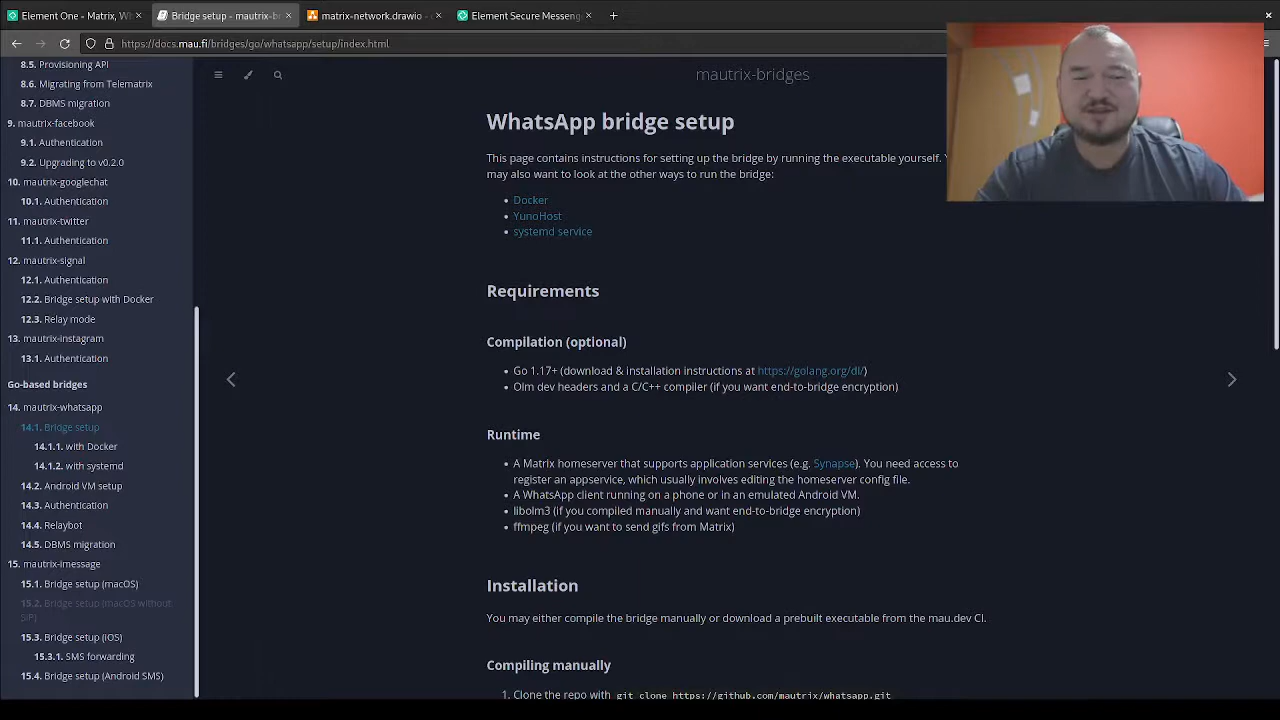 Element One - Matrix, W
Bridge setup - mautrix-b
matrix-network.drawio -
Element Secure Messeng
https://docs.mau.fi/bridges/go/whatsapp/setup/index.html
8.5. Provisioning API
8.6. Migrating from Telematrix
8.7. DBMS migration
9. mautrix-facebook
9.1. Authentication
9.2. Upgrading to v0.2.0
10. mautrix-googlechat
10.1. Authentication
11. mautrix-twitter
11.1. Authentication
12. mautrix-signal
12.1. Authentication
12.2. Bridge setup with Docker
12.3. Relay mode
13. mautrix-instagram
13.1. Authentication
Go-based bridges
14. mautrix-whatsapp
14.1. Bridge setup
14.1.1. with Docker
14.1.2. with systemd
14.2. Android VM setup
14.3. Authentication
14.4. Relaybot
14.5. DBMS migration
15. mautrix-imessage
15.1. Bridge setup (macOS)
15.2. Bridge setup (macOS without
SIP)
15.3. Bridge setup (iOS)
15.3.1. SMS forwarding
15.4. Bridge setup (Android SMS)
mautrix-bridges
WhatsApp bridge setup
This page contains instructions for setting up the bridge by running the executable yourself.
may also want to look at the other ways to run the bridge:
• Docker
• YunoHost
• systemd service
Requirements
Compilation (optional)
• Go 1.17+ (download & installation instructions at https://golang.org/dl/)
• Olm dev headers and a C/C++ compiler (if you want end-to-bridge encryption)
Runtime
• A Matrix homeserver that supports application services (e.g. Synapse). You need access to
register an appservice, which usually involves editing the homeserver config file.
• A WhatsApp client running on a phone or in an emulated Android VM.
• libolm3 (if you compiled manually and want end-to-bridge encryption)
• ffmpeg (if you want to send gifs from Matrix)
Installation
You may either compile the bridge manually or download a prebuilt executable from the mau.dev CI.
Compiling manually
1. Clone the repo with git clone https://github.com/mautrix/whatsapp.git